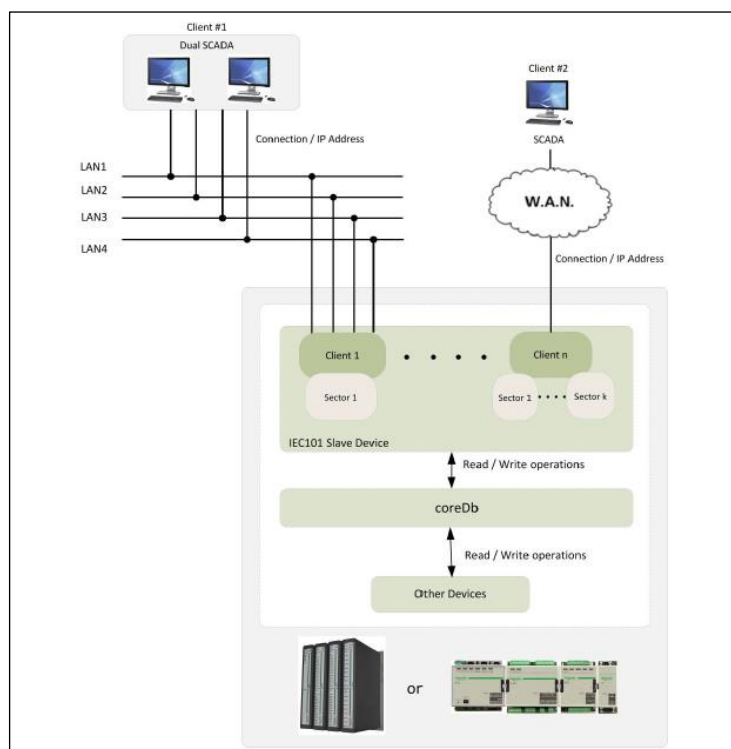 Client #1
Dual SCADA
Client #2
SCADA
Connection / IP Address
LAN1
LAN2
LAN3
LAN4
W.A.N.
Connection / IP Address
Client 1
Client n
Sector 1
Sector 1
Sector k
IEC101 Slave Device
Read / Write operations
coreDb
Read / Write operations
Other Devices
or